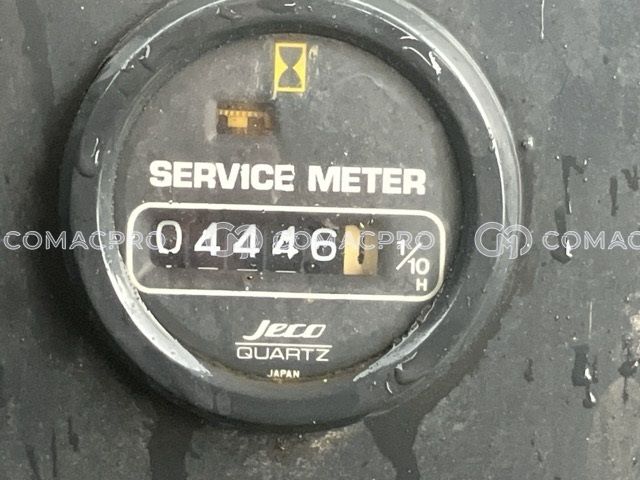 SERVICE METER
04446
1/10
H
COMACPRO COMACPRO COMACPRO
Jeco
QUARTZ
JAPAN